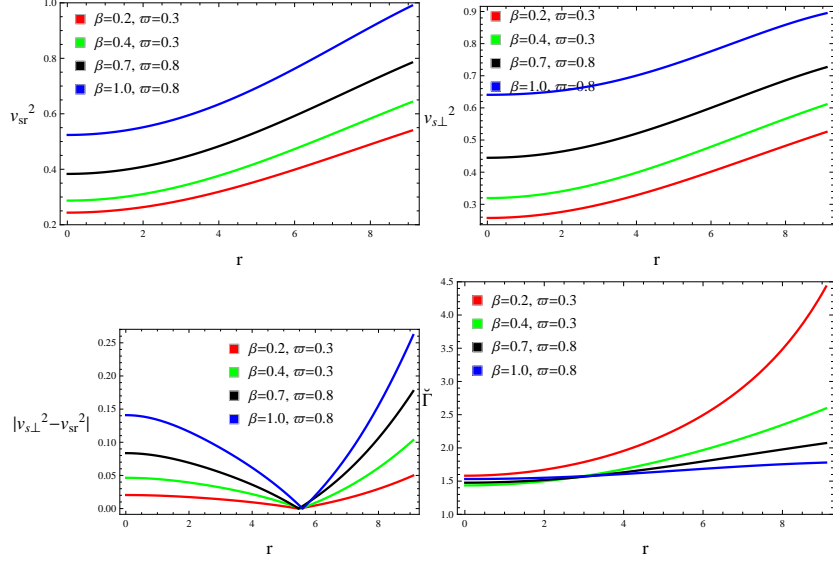 β=0.2, ϖ=0.3
β=0.4, ϖ=0.3
β=0.7, ϖ=0.8
β=1.0, ϖ=0.8
v_sr^2
1.0
0.8
0.6
0.4
0.2
0 2 4 6 8
r
β=0.2, ϖ=0.3
β=0.4, ϖ=0.3
β=0.7, ϖ=0.8
β=1.0, ϖ=0.8
v_s⊥^2
0.9
0.8
0.7
0.6
0.5
0.4
0.3
0 2 4 6 8
r
β=0.2, ϖ=0.3
β=0.4, ϖ=0.3
β=0.7, ϖ=0.8
β=1.0, ϖ=0.8
|v_s⊥^2−v_sr^2|
0.25
0.20
0.15
0.10
0.05
0.00
0 2 4 6 8
r
β=0.2, ϖ=0.3
β=0.4, ϖ=0.3
β=0.7, ϖ=0.8
β=1.0, ϖ=0.8
Γ̆
4.5
4.0
3.5
3.0
2.5
2.0
1.5
1.0
0 2 4 6 8
r